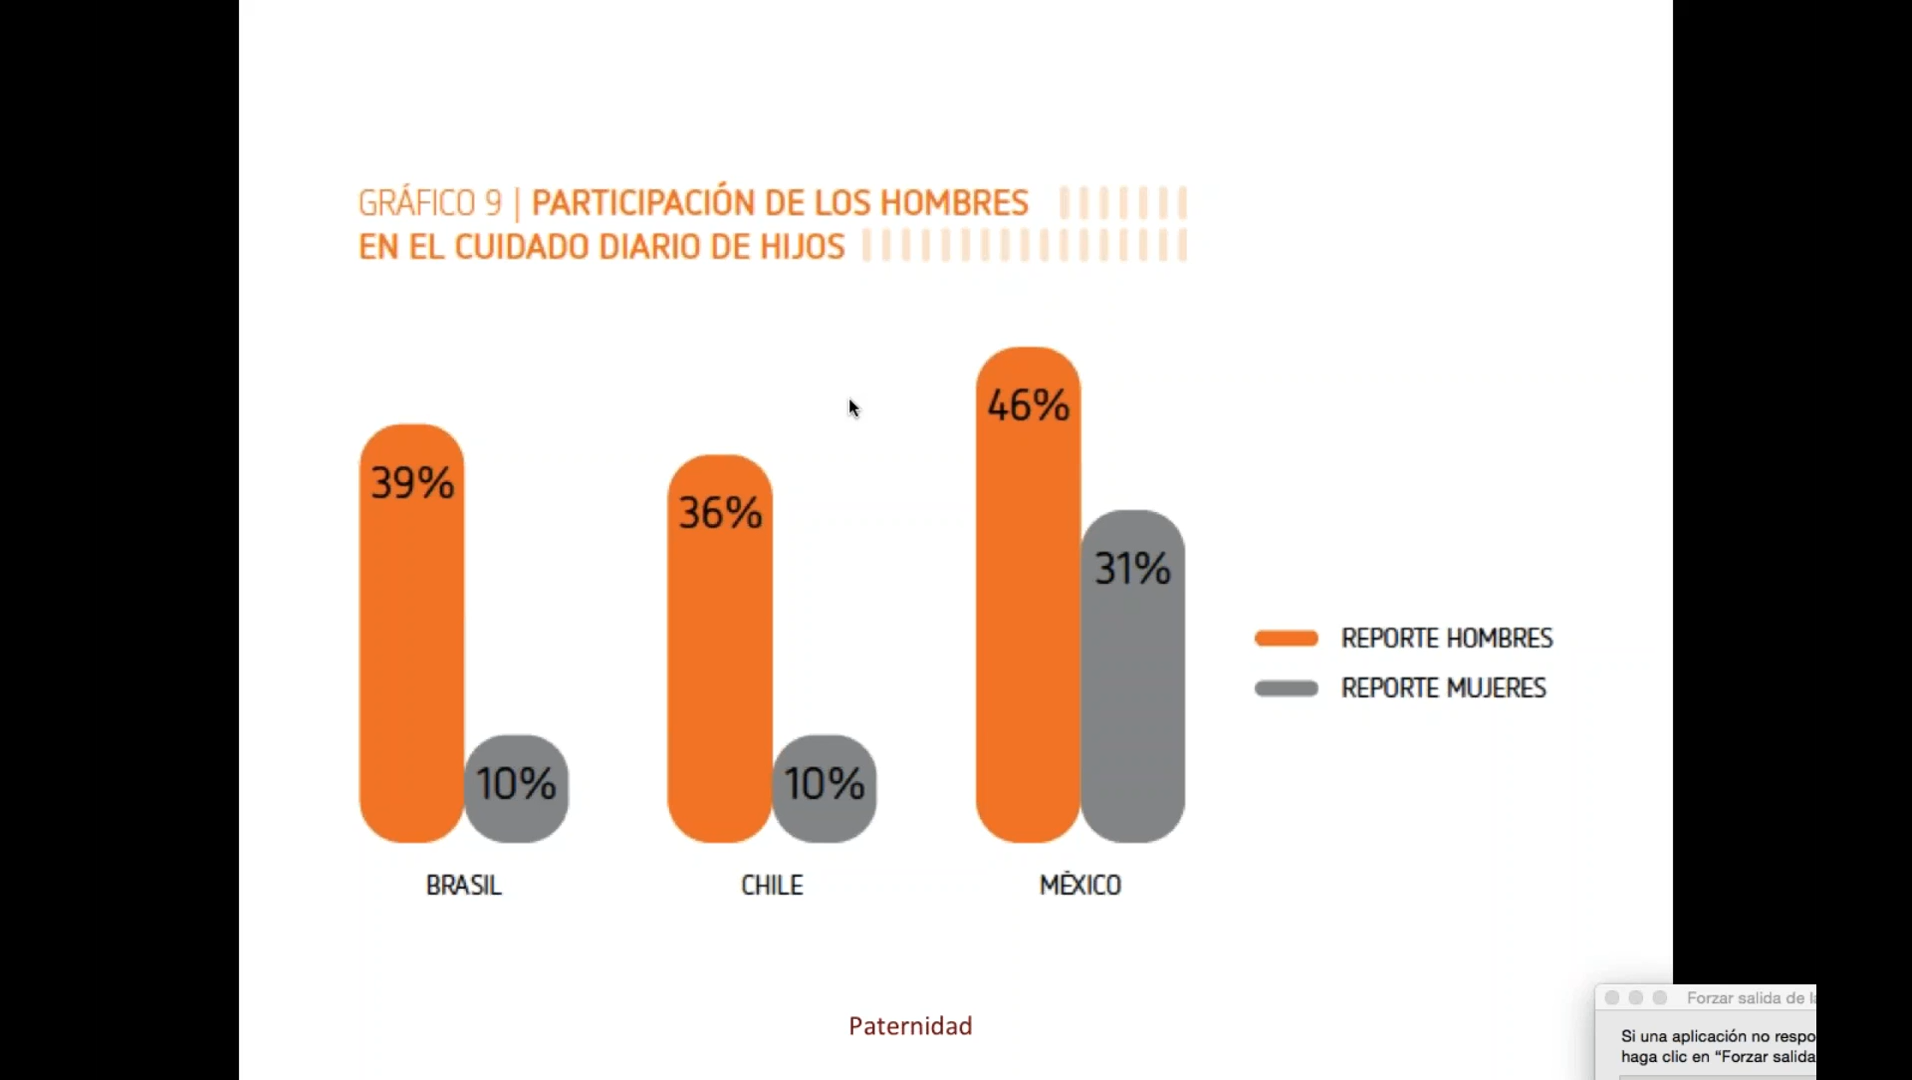 GRÁFICO 9 | PARTICIPACIÓN DE LOS HOMBRES
EN EL CUIDADO DIARIO DE HIJOS
46%
39%
36%
31%
10%
10%
REPORTE HOMBRES
REPORTE MUJERES
BRASIL
CHILE
MÉXICO
Paternidad
Forzar salida de
Si una aplicación no
haga clic en “Forzar salida